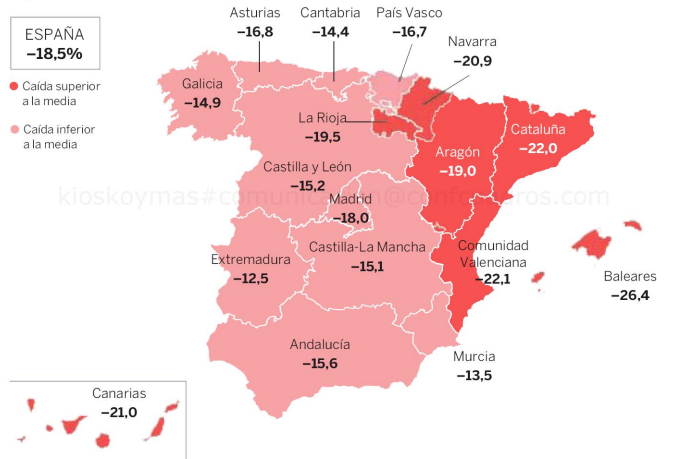 ESPAÑA
–18,5%
Caída superior
a la media
Caída inferior
a la media
Asturias
–16,8
Cantabria
–14,4
País Vasco
–16,7
Navarra
–20,9
Galicia
–14,9
La Rioja
–19,5
Cataluña
–22,0
Aragón
–19,0
Castilla y León
–15,2
Madrid
–18,0
Castilla-La Mancha
–15,1
Comunidad
Valenciana
–22,1
Extremadura
–12,5
Baleares
–26,4
Andalucía
–15,6
Murcia
–13,5
Canarias
–21,0